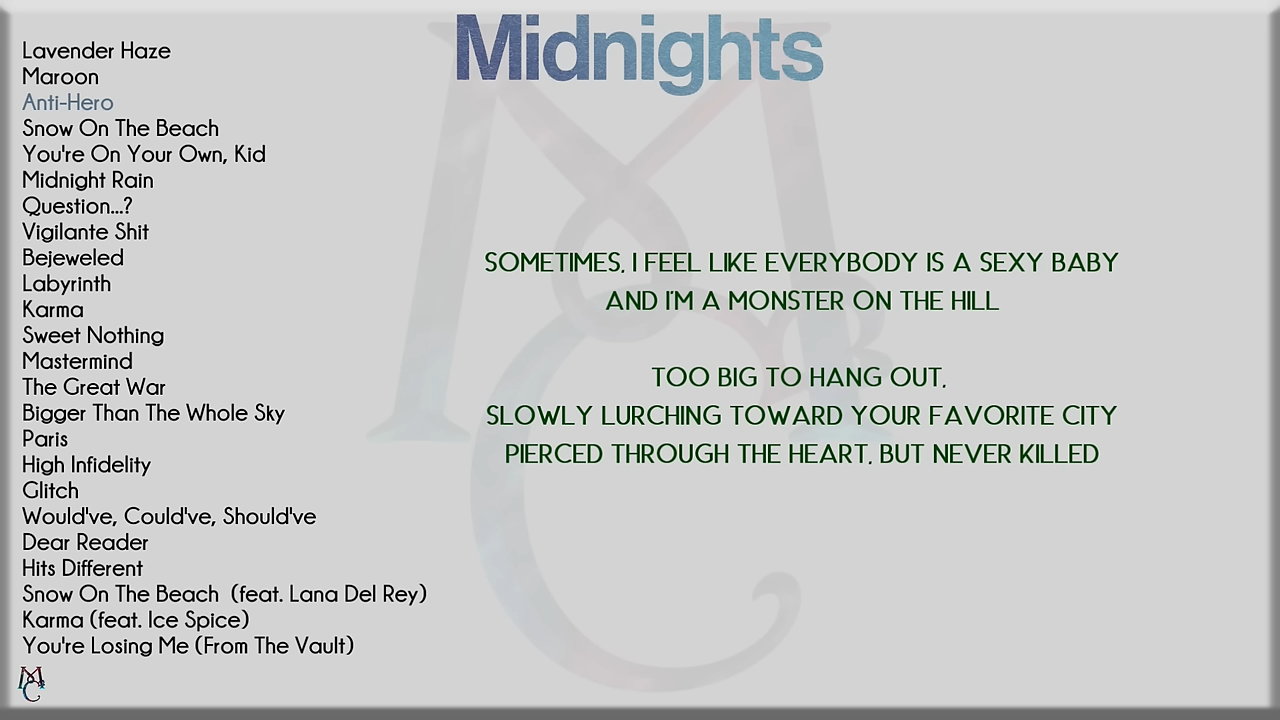 Midnights
Lavender Haze
Maroon
Anti-Hero
Snow On The Beach
You're On Your Own, Kid
Midnight Rain
Question...?
Vigilante Shit
Bejeweled
Labyrinth
Karma
Sweet Nothing
Mastermind
The Great War
Bigger Than The Whole Sky
Paris
High Infidelity
Glitch
Would've, Could've, Should've
Dear Reader
Hits Different
Snow On The Beach  (feat. Lana Del Rey)
Karma (feat. Ice Spice)
You're Losing Me (From The Vault)
SOMETIMES, I FEEL LIKE EVERYBODY IS A SEXY BABY
AND I'M A MONSTER ON THE HILL
TOO BIG TO HANG OUT,
SLOWLY LURCHING TOWARD YOUR FAVORITE CITY
PIERCED THROUGH THE HEART, BUT NEVER KILLED